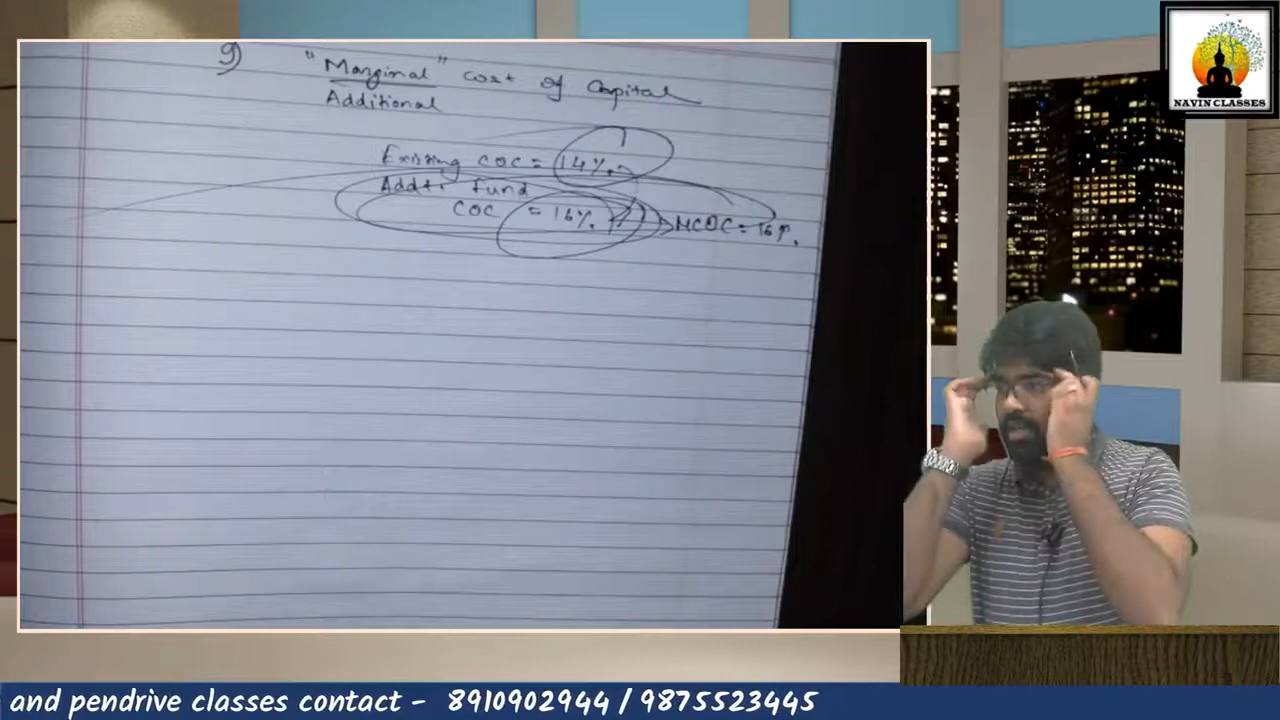 9) "Marginal" cost of Capital
Additional
Existing COC = 14%
Addtl Fund
COC = 16%
MCOC = 16%.
NAVIN CLASSES
and pendrive classes contact - 8910902944 / 9875523445